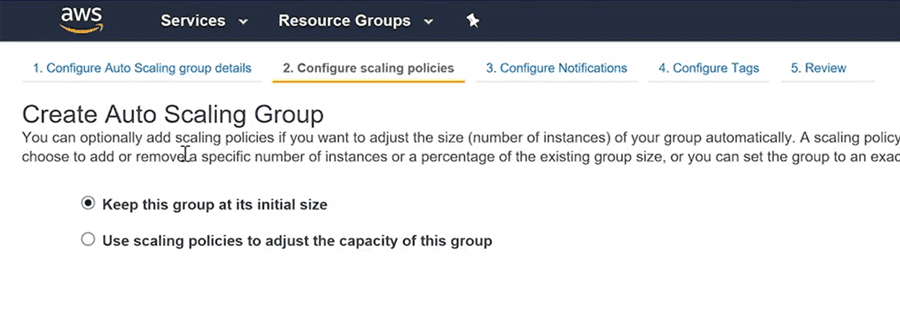 aws Services Resource Groups
1. Configure Auto Scaling group details 2. Configure scaling policies 3. Configure Notifications 4. Configure Tags 5. Review
Create Auto Scaling Group
You can optionally add scaling policies if you want to adjust the size (number of instances) of your group automatically. A scaling policy
choose to add or remove a specific number of instances or a percentage of the existing group size, or you can set the group to an
Keep this group at its initial size
Use scaling policies to adjust the capacity of this group